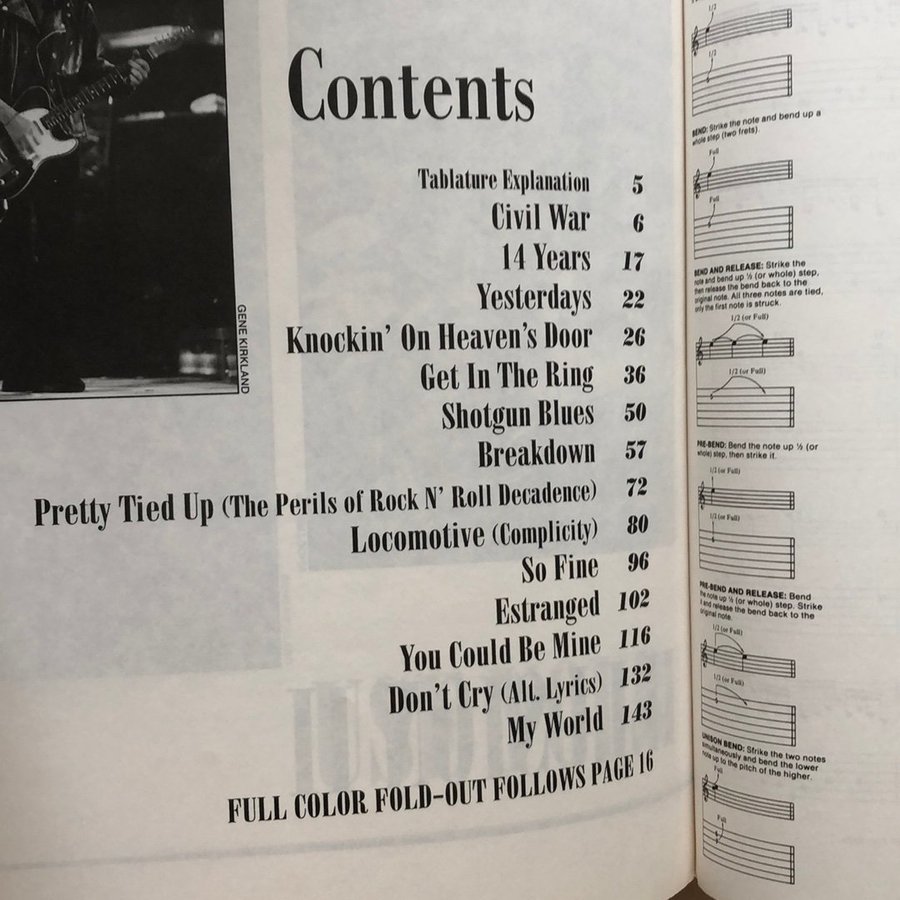 Contents
Tablature Explanation 5
Civil War 6
14 Years 17
Yesterdays 22
Knockin' On Heaven's Door 26
Get In The Ring 36
Shotgun Blues 50
Breakdown 57
Pretty Tied Up (The Perils of Rock N' Roll Decadence) 72
Locomotive (Complicity) 80
So Fine 96
Estranged 102
You Could Be Mine 116
Don't Cry (Alt. Lyrics) 132
My World 143
FULL COLOR FOLD-OUT FOLLOWS PAGE 16
GENE KIRKLAND
1/2
BEND: Strike the note and bend up a
whole step (two frets).
Full
Full
BEND AND RELEASE: Strike the
note and bend up ½ (or whole) step,
then release the bend back to the
original note. All three notes are tied,
only the first note is struck.
1/2 (or Full)
1/2 (or Full)
PRE-BEND: Bend the note up ½ (or
whole) step, then strike it.
1/2 (or Full)
1/2 (or Full)
PRE-BEND AND RELEASE: Bend
the note up ½ (or whole) step. Strike
it and release the bend back to the
original note.
1/2 (or Full)
1/2 (or Full)
UNISON BEND: Strike the two notes
simultaneously and bend the lower
note up to the pitch of the higher.
Full
Full